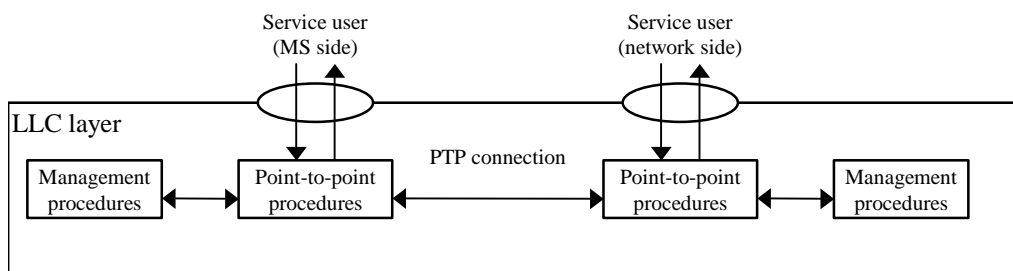 Service user
(MS side)
Service user
(network side)
LLC layer
PTP connection
Management
procedures
Point-to-point
procedures
Point-to-point
procedures
Management
procedures